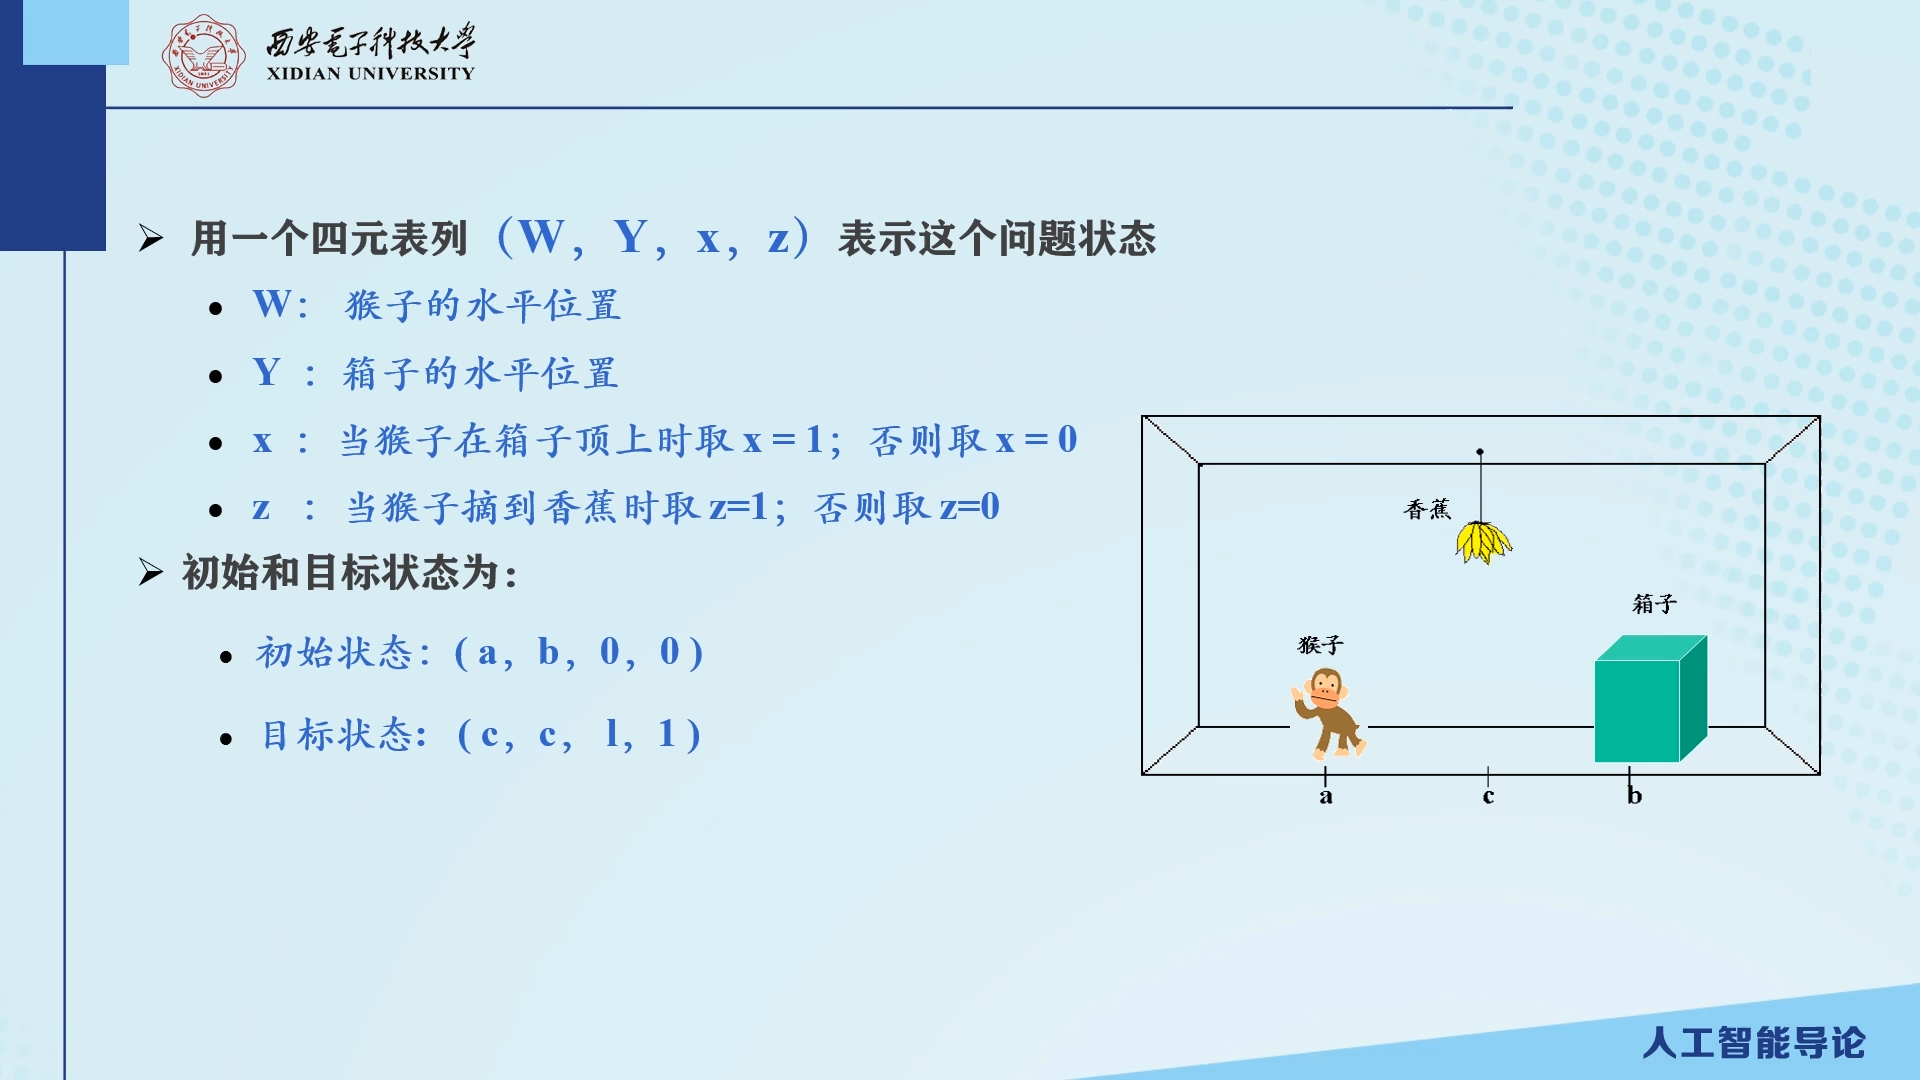 西安电子科技大学
XIDIAN UNIVERSITY
用一个四元表列（W，Y，x，z）表示这个问题状态
W： 猴子的水平位置
Y ：箱子的水平位置
x ：当猴子在箱子顶上时取 x = 1；否则取 x = 0
z ：当猴子摘到香蕉时取 z=1；否则取 z=0
初始和目标状态为：
初始状态：( a，b，0，0 )
目标状态：( c，c， l，1 )
香蕉
箱子
猴子
a
c
b
人工智能导论